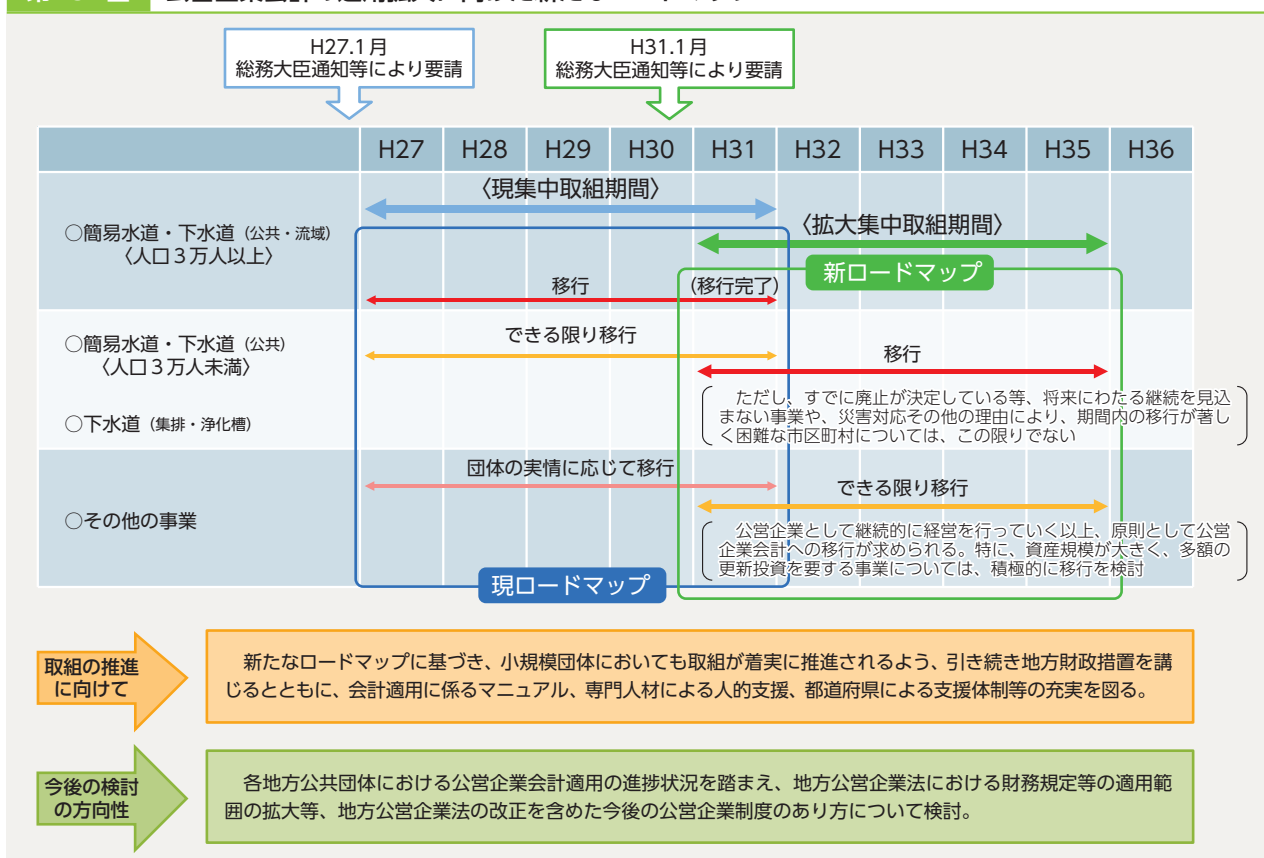 H27.1月
総務大臣通知等により要請
H31.1月
総務大臣通知等により要請
H27 H28 H29 H30 H31 H32 H33 H34 H35 H36
〈現集中取組期間〉
〈拡大集中取組期間〉
○簡易水道・下水道（公共・流域）
〈人口３万人以上〉
新ロードマップ
移行
(移行完了)
○簡易水道・下水道（公共）
〈人口３万人未満〉
できる限り移行
移行
○下水道（集排・浄化槽）
ただし、すでに廃止が決定している等、将来にわたる継続を見込
まない事業や、災害対応その他の理由により、期間内の移行が著し
く困難な市区町村については、この限りでない
団体の実情に応じて移行
できる限り移行
○その他の事業
公営企業として継続的に経営を行っていく以上、原則として公営
企業会計への移行が求められる。特に、資産規模が大きく、多額の
更新投資を要する事業については、積極的に移行を検討
現ロードマップ
取組の推進
に向けて
新たなロードマップに基づき、小規模団体においても取組が着実に推進されるよう、引き続き地方財政措置を講
じるとともに、会計適用に係るマニュアル、専門人材による人的支援、都道府県による支援体制等の充実を図る。
今後の検討
の方向性
各地方公共団体における公営企業会計適用の進捗状況を踏まえ、地方公営企業法における財務規定等の適用範
囲の拡大等、地方公営企業法の改正を含めた今後の公営企業制度のあり方について検討。